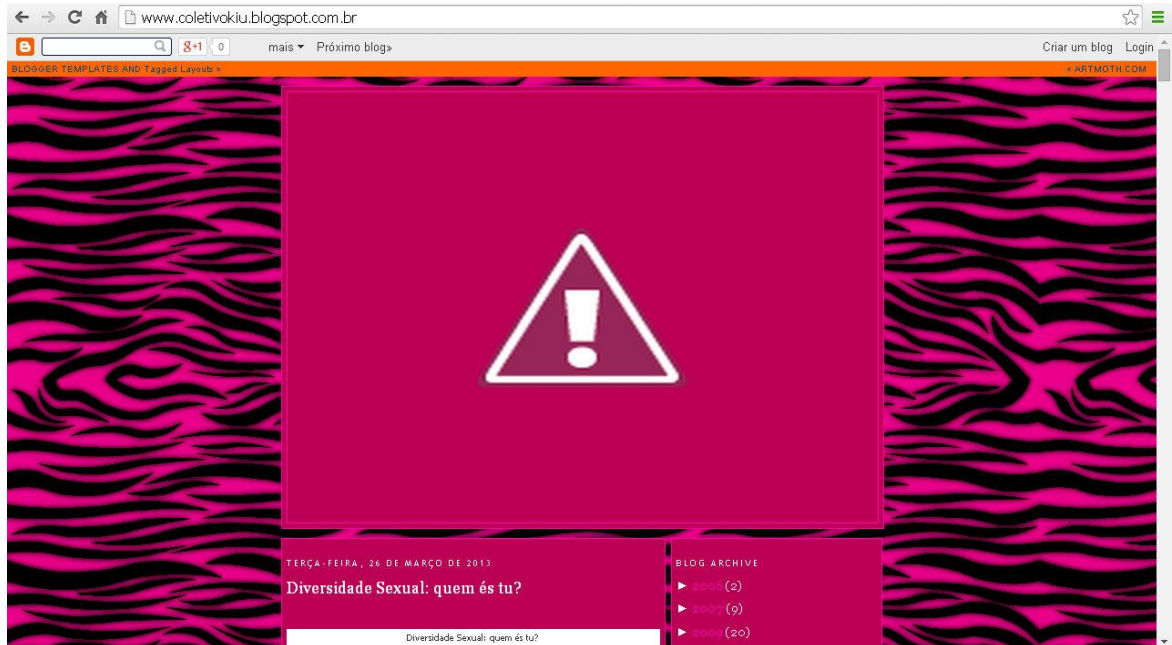 www.coletivokiu.blogspot.com.br
g+1 0 mais Próximo blog» Criar um blog Login
BLOGGER TEMPLATES AND Tagged Layouts » « ARTMOTH.COM
!
TERÇA-FEIRA, 26 DE MARÇO DE 2013
Diversidade Sexual: quem és tu?
Diversidade Sexual: quem és tu?
BLOG ARCHIVE
► 2006 (2)
► 2007 (9)
► 2009 (20)